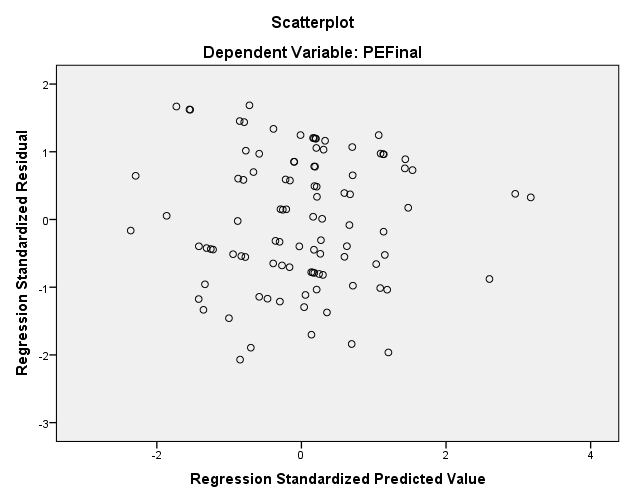 Scatterplot
Dependent Variable: PEFinal
Regression Standardized Residual
2
1
0
-1
-2
-3
-2
0
2
4
Regression Standardized Predicted Value